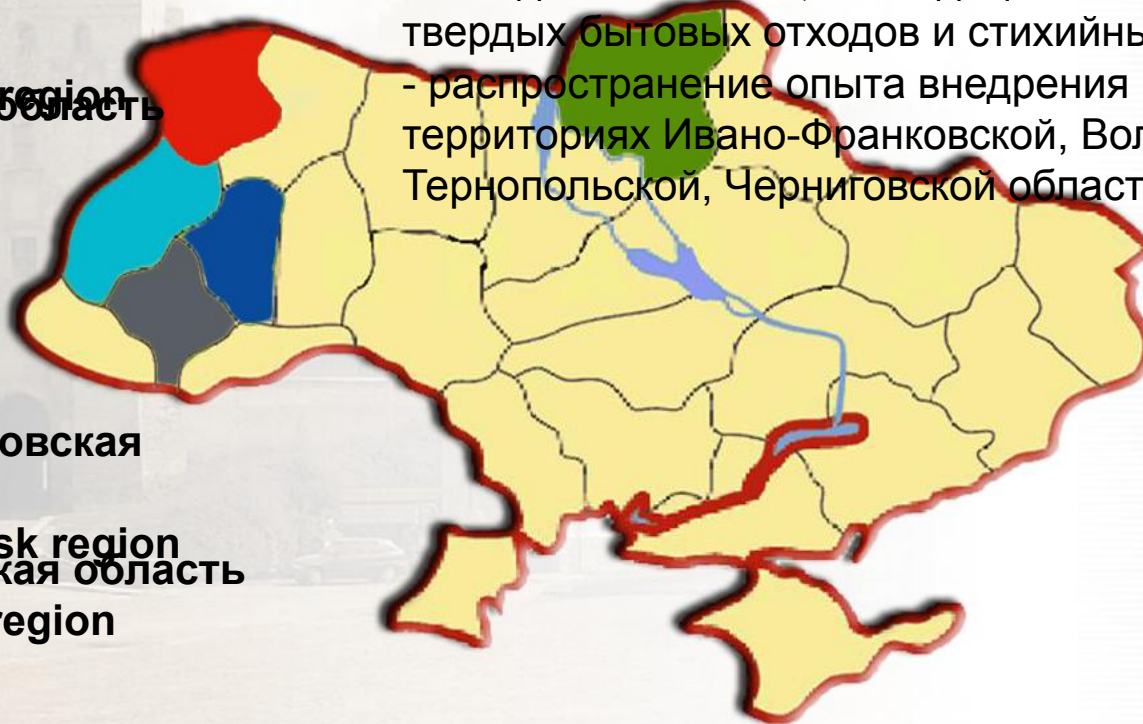 твердых бытовых отходов и стихийны
- распространение опыта внедрения
территориях Ивано-Франковской, Вол
Тернопольской, Черниговской област
region
область
овская
sk region
кая область
region